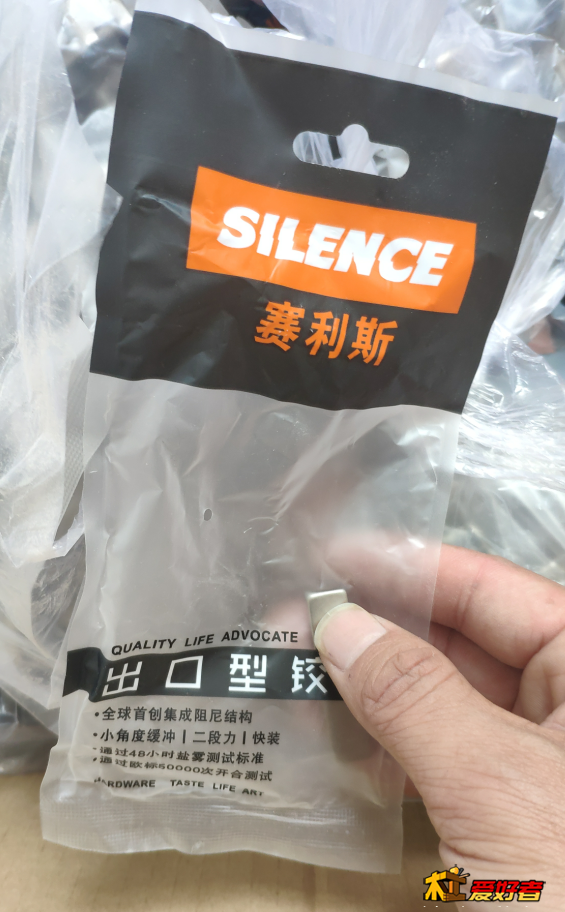 SILENCE
赛利斯
QUALITY LIFE ADVOCATE
出口型铰
•全球首创集成阻尼结构
•小角度缓冲丨二段力丨快装
•通过48小时盐雾测试标准
•通过欧标50000次开合测试
HARDWARE TASTE LIFE ART
木工爱好者